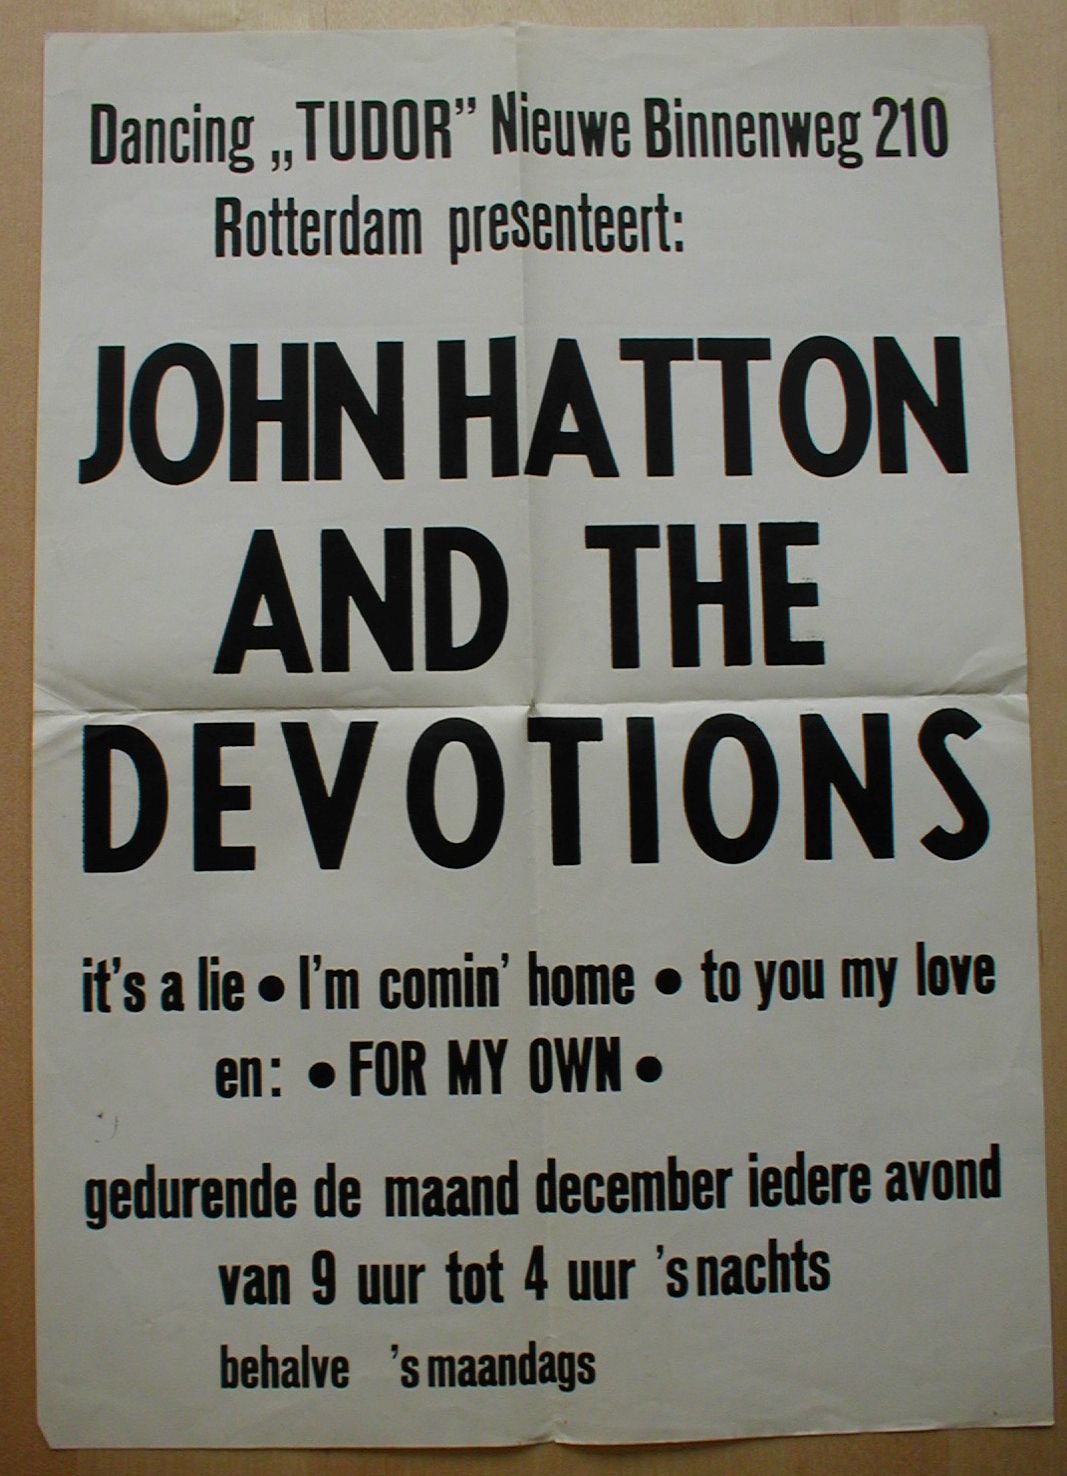 Dancing „TUDOR” Nieuwe Binnenweg 210
Rotterdam presenteert:
JOHN HATTON
AND THE
DEVOTIONS
it's a lie • I'm comin' home • to you my love
en: • FOR MY OWN •
gedurende de maand december iedere avond
van 9 uur tot 4 uur 's nachts
behalve 's maandags